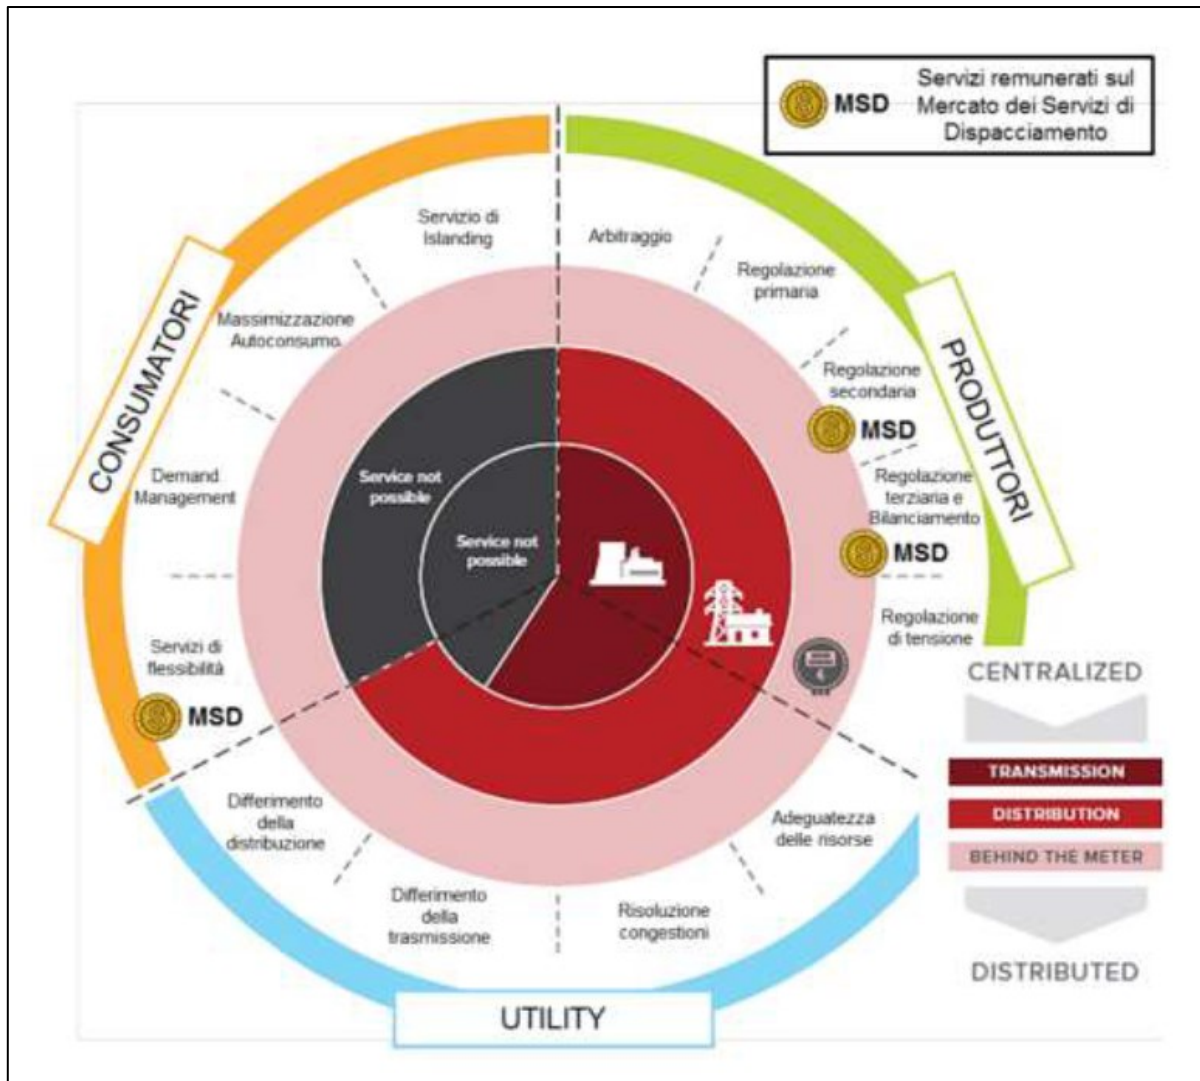 MSD
Servizi remunerati sul
Mercato dei Servizi di
Dispacciamento
CONSUMATORI
PRODUTTORI
UTILITY
Servizio di
Islanding
Massimizzazione
Autoconsumo
Demand
Management
Servizi di
flessibilità
MSD
Arbitraggio
Regolazione
primaria
Regolazione
secondaria
MSD
Regolazione
terziaria e
Bilanciamento
MSD
Regolazione
di tensione
Adeguatezza
delle risorse
Risoluzione
congestioni
Differimento
della
trasmissione
Differimento
della
distribuzione
Service not
possible
Service not
possible
CENTRALIZED
TRANSMISSION
DISTRIBUTION
BEHIND THE METER
DISTRIBUTED